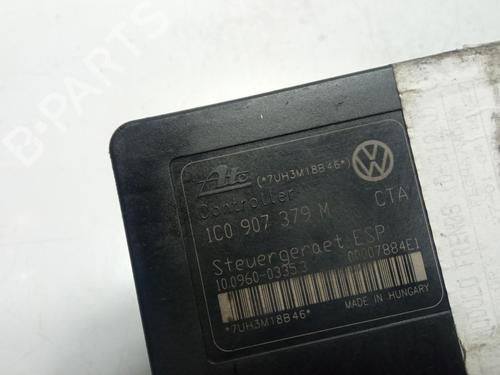 B-PARTS
Ate (*7UH3M18B46*)
Controller
1C0 907 379 M CTA
Steuergeraet ESP
10.0960-0335.3 00007884E1
*7UH3M18B46* MADE IN HUNGARY